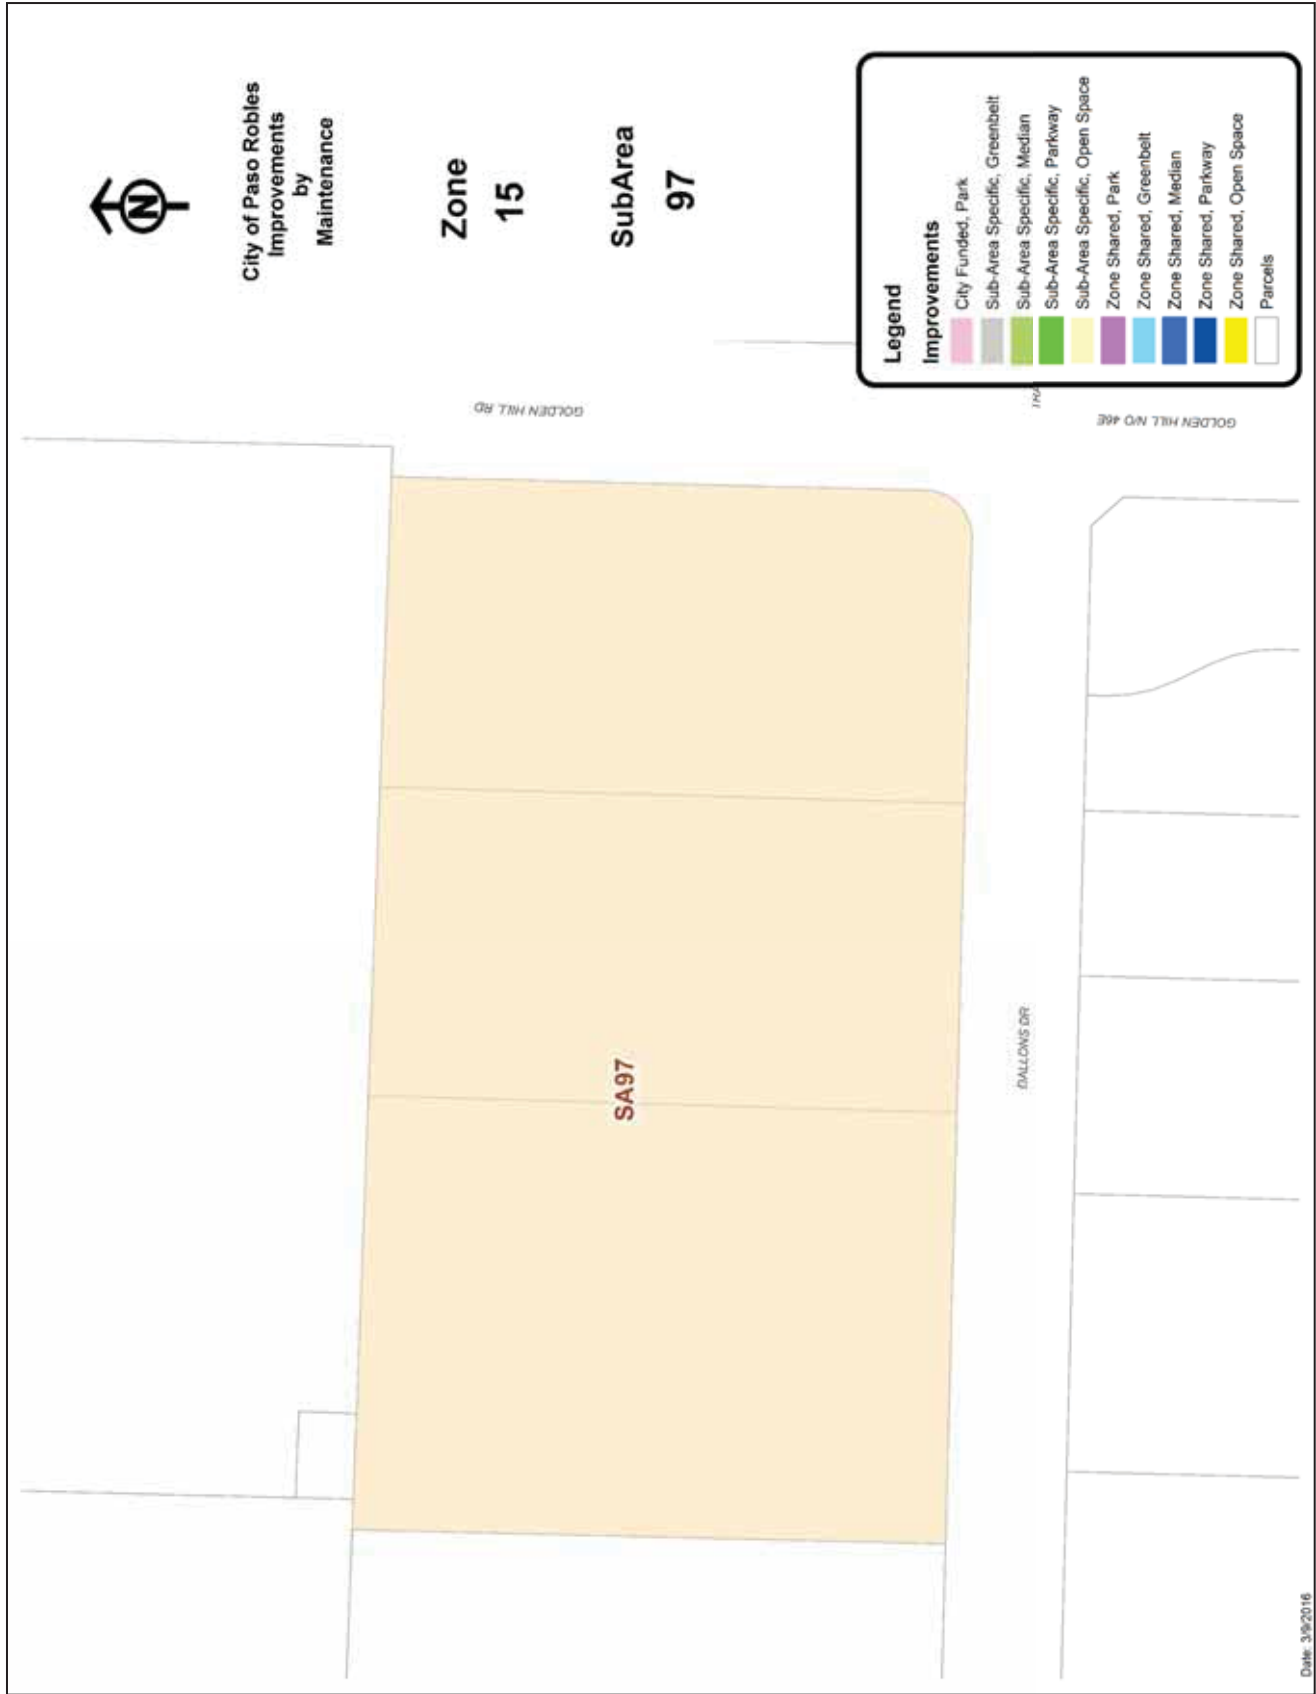 N
City of Paso Robles
Improvements
by
Maintenance
Zone
15
SubArea
97
GOLDEN HILL RD
SA97
DALLONS DR
GOLDEN HILL N/O 46E
Legend
Improvements
City Funded, Park
Sub-Area Specific, Greenbelt
Sub-Area Specific, Median
Sub-Area Specific, Parkway
Sub-Area Specific, Open Space
Zone Shared, Park
Zone Shared, Greenbelt
Zone Shared, Median
Zone Shared, Parkway
Zone Shared, Open Space
Parcels
Date: 3/9/2016